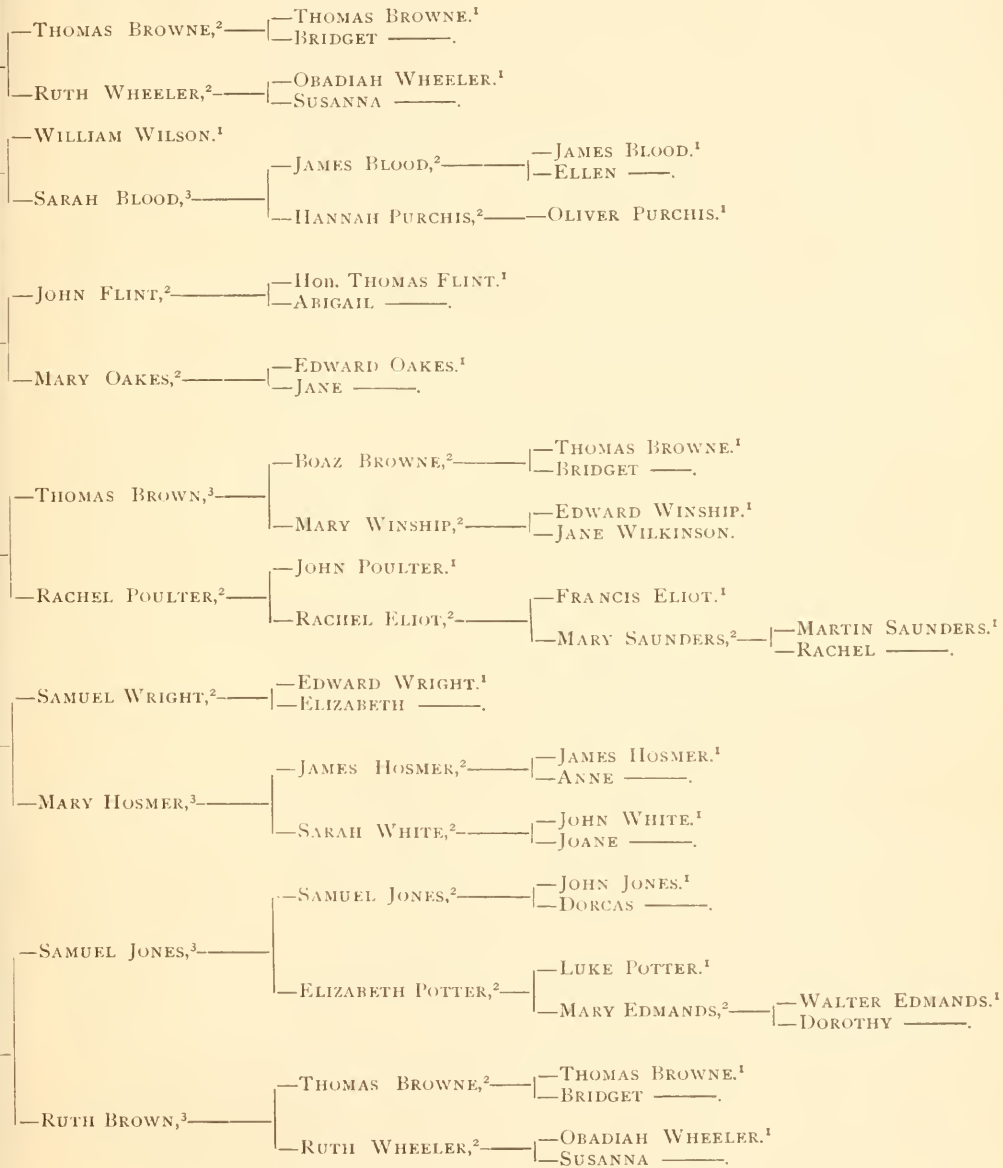 THOMAS BROWNE.¹
THOMAS BROWNE,²
BRIDGET ———.
OBADIAH WHEELER.¹
RUTH WHEELER,²
SUSANNA ———.
WILLIAM WILSON.¹
JAMES BLOOD.¹
JAMES BLOOD,²
ELLEN ———.
SARAH BLOOD,³
HANNAH PURCHIS,² OLIVER PURCHIS.¹
Hon. THOMAS FLINT.¹
JOHN FLINT,²
ABIGAIL ———.
EDWARD OAKES.¹
MARY OAKES,²
JANE ———.
THOMAS BROWNE.¹
BOAZ BROWNE,²
BRIDGET ———.
THOMAS BROWN,³
EDWARD WINSHIP.¹
MARY WINSHIP,²
JANE WILKINSON.
JOHN POULTER.¹
RACHEL POULTER,² FRANCIS ELIOT.¹
RACHEL ELIOT,²
MARTIN SAUNDERS.¹
MARY SAUNDERS,²
RACHEL ———.
EDWARD WRIGHT.¹
SAMUEL WRIGHT,²
ELIZABETH ———.
JAMES HOSMER.¹
JAMES HOSMER,²
ANNE ———.
MARY HOSMER,³
JOHN WHITE.¹
SARAH WHITE,²
JOANE ———.
JOHN JONES.¹
SAMUEL JONES,²
DORCAS ———.
SAMUEL JONES,³
LUKE POTTER.¹
ELIZABETH POTTER,²
WALTER EDMANDS.¹
MARY EDMANDS,²
DOROTHY ———.
THOMAS BROWNE.¹
THOMAS BROWNE,²
BRIDGET ———.
RUTH BROWN,³
OBADIAH WHEELER.¹
RUTH WHEELER,²
SUSANNA ———.